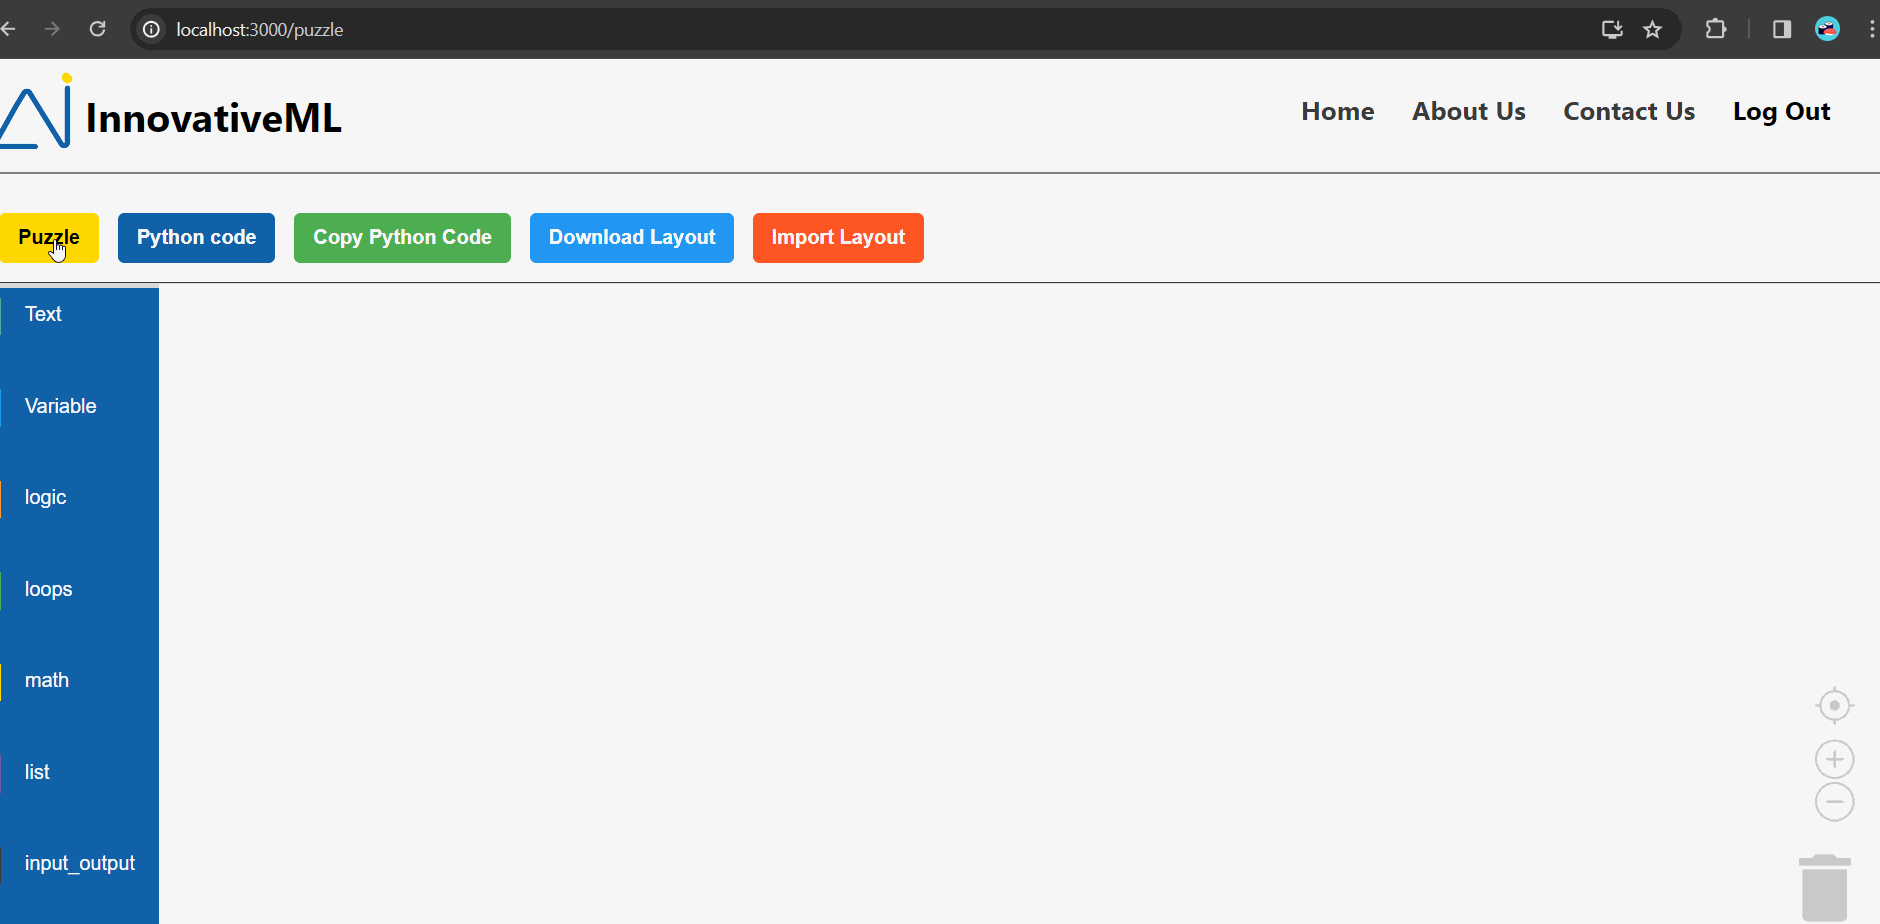 localhost:3000/puzzle
InnovativeML
Home About Us Contact Us Log Out
Puzzle Python code Copy Python Code Download Layout Import Layout
Text
Variable
logic
loops
math
list
input_output